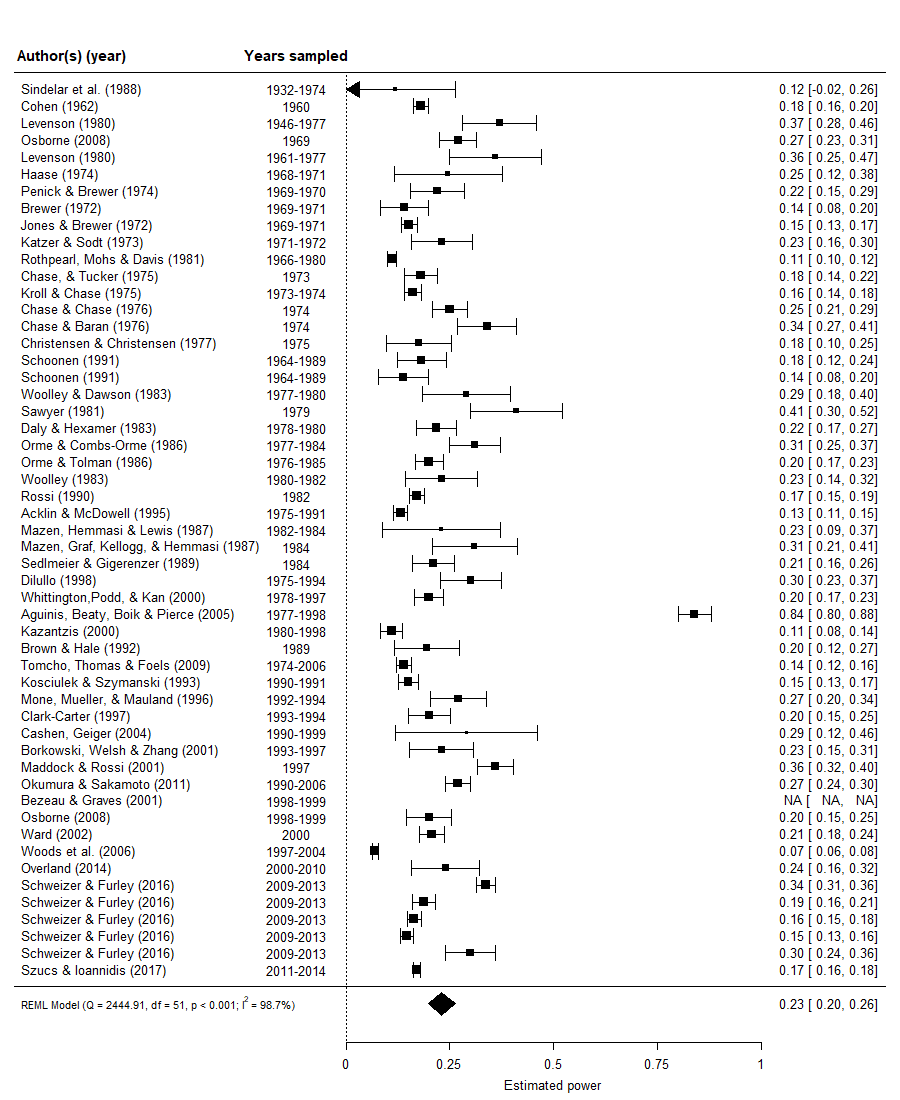 Author(s) (year) Years sampled
Sindelar et al. (1988) 1932-1974 0.12 [-0.02, 0.26]
Cohen (1962) 1960 0.18 [ 0.16, 0.20]
Levenson (1980) 1946-1977 0.37 [ 0.28, 0.46]
Osborne (2008) 1969 0.27 [ 0.23, 0.31]
Levenson (1980) 1961-1977 0.36 [ 0.25, 0.47]
Haase (1974) 1968-1971 0.25 [ 0.12, 0.38]
Penick & Brewer (1974) 1969-1970 0.22 [ 0.15, 0.29]
Brewer (1972) 1969-1971 0.14 [ 0.08, 0.20]
Jones & Brewer (1972) 1969-1971 0.15 [ 0.13, 0.17]
Katzer & Sodt (1973) 1971-1972 0.23 [ 0.16, 0.30]
Rothpearl, Mohs & Davis (1981) 1966-1980 0.11 [ 0.10, 0.12]
Chase, & Tucker (1975) 1973 0.18 [ 0.14, 0.22]
Kroll & Chase (1975) 1973-1974 0.16 [ 0.14, 0.18]
Chase & Chase (1976) 1974 0.25 [ 0.21, 0.29]
Chase & Baran (1976) 1974 0.34 [ 0.27, 0.41]
Christensen & Christensen (1977) 1975 0.18 [ 0.10, 0.25]
Schoonen (1991) 1964-1989 0.18 [ 0.12, 0.24]
Schoonen (1991) 1964-1989 0.14 [ 0.08, 0.20]
Woolley & Dawson (1983) 1977-1980 0.29 [ 0.18, 0.40]
Sawyer (1981) 1979 0.41 [ 0.30, 0.52]
Daly & Hexamer (1983) 1978-1980 0.22 [ 0.17, 0.27]
Orme & Combs-Orme (1986) 1977-1984 0.31 [ 0.25, 0.37]
Orme & Tolman (1986) 1976-1985 0.20 [ 0.17, 0.23]
Woolley (1983) 1980-1982 0.23 [ 0.14, 0.32]
Rossi (1990) 1982 0.17 [ 0.15, 0.19]
Acklin & McDowell (1995) 1975-1991 0.13 [ 0.11, 0.15]
Mazen, Hemmasi & Lewis (1987) 1982-1984 0.23 [ 0.09, 0.37]
Mazen, Graf, Kellogg, & Hemmasi (1987) 1984 0.31 [ 0.21, 0.41]
Sedlmeier & Gigerenzer (1989) 1984 0.21 [ 0.16, 0.26]
Dilullo (1998) 1975-1994 0.30 [ 0.23, 0.37]
Whittington,Podd, & Kan (2000) 1978-1997 0.20 [ 0.17, 0.23]
Aguinis, Beaty, Boik & Pierce (2005) 1977-1998 0.84 [ 0.80, 0.88]
Kazantzis (2000) 1980-1998 0.11 [ 0.08, 0.14]
Brown & Hale (1992) 1989 0.20 [ 0.12, 0.27]
Tomcho, Thomas & Foels (2009) 1974-2006 0.14 [ 0.12, 0.16]
Kosciulek & Szymanski (1993) 1990-1991 0.15 [ 0.13, 0.17]
Mone, Mueller, & Mauland (1996) 1992-1994 0.27 [ 0.20, 0.34]
Clark-Carter (1997) 1993-1994 0.20 [ 0.15, 0.25]
Cashen, Geiger (2004) 1990-1999 0.29 [ 0.12, 0.46]
Borkowski, Welsh & Zhang (2001) 1993-1997 0.23 [ 0.15, 0.31]
Maddock & Rossi (2001) 1997 0.36 [ 0.32, 0.40]
Okumura & Sakamoto (2011) 1990-2006 0.27 [ 0.24, 0.30]
Bezeau & Graves (2001) 1998-1999 NA [ NA, NA]
Osborne (2008) 1998-1999 0.20 [ 0.15, 0.25]
Ward (2002) 2000 0.21 [ 0.18, 0.24]
Woods et al. (2006) 1997-2004 0.07 [ 0.06, 0.08]
Overland (2014) 2000-2010 0.24 [ 0.16, 0.32]
Schweizer & Furley (2016) 2009-2013 0.34 [ 0.31, 0.36]
Schweizer & Furley (2016) 2009-2013 0.19 [ 0.16, 0.21]
Schweizer & Furley (2016) 2009-2013 0.16 [ 0.15, 0.18]
Schweizer & Furley (2016) 2009-2013 0.15 [ 0.13, 0.16]
Schweizer & Furley (2016) 2009-2013 0.30 [ 0.24, 0.36]
Szucs & Ioannidis (2017) 2011-2014 0.17 [ 0.16, 0.18]
REML Model (Q = 2444.91, df = 51, p < 0.001; I² = 98.7%) 0.23 [ 0.20, 0.26]
0 0.25 0.5 0.75 1
Estimated power